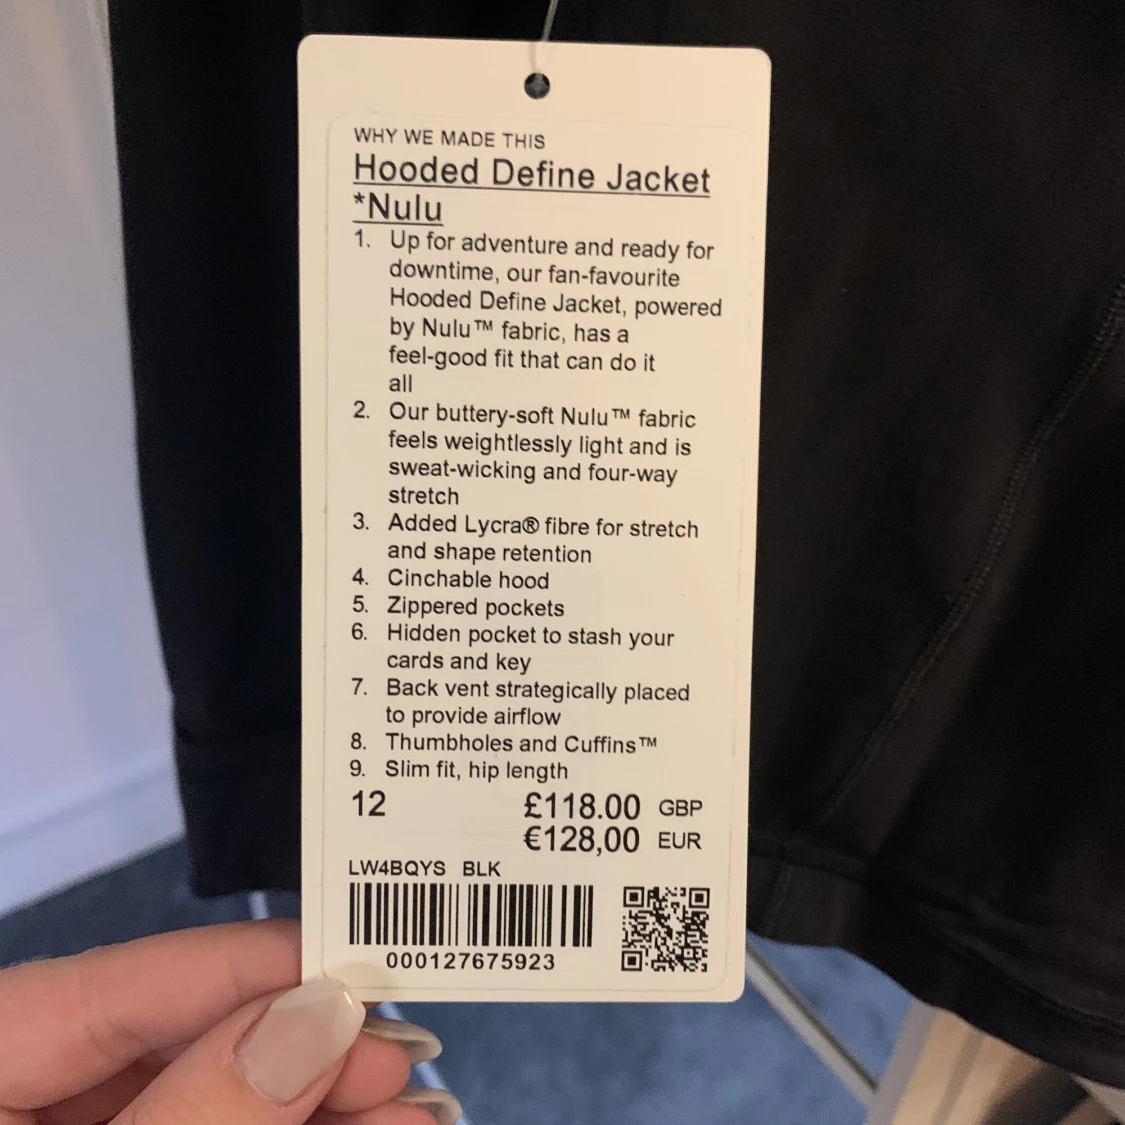 WHY WE MADE THIS
Hooded Define Jacket
*Nulu
1. Up for adventure and ready for
downtime, our fan-favourite
Hooded Define Jacket, powered
by Nulu™ fabric, has a
feel-good fit that can do it
all
2. Our buttery-soft Nulu™ fabric
feels weightlessly light and is
sweat-wicking and four-way
stretch
3. Added Lycra® fibre for stretch
and shape retention
4. Cinchable hood
5. Zippered pockets
6. Hidden pocket to stash your
cards and key
7. Back vent strategically placed
to provide airflow
8. Thumbholes and Cuffins™
9. Slim fit, hip length
12 £118.00 GBP
€128,00 EUR
LW4BQYS BLK
000127675923